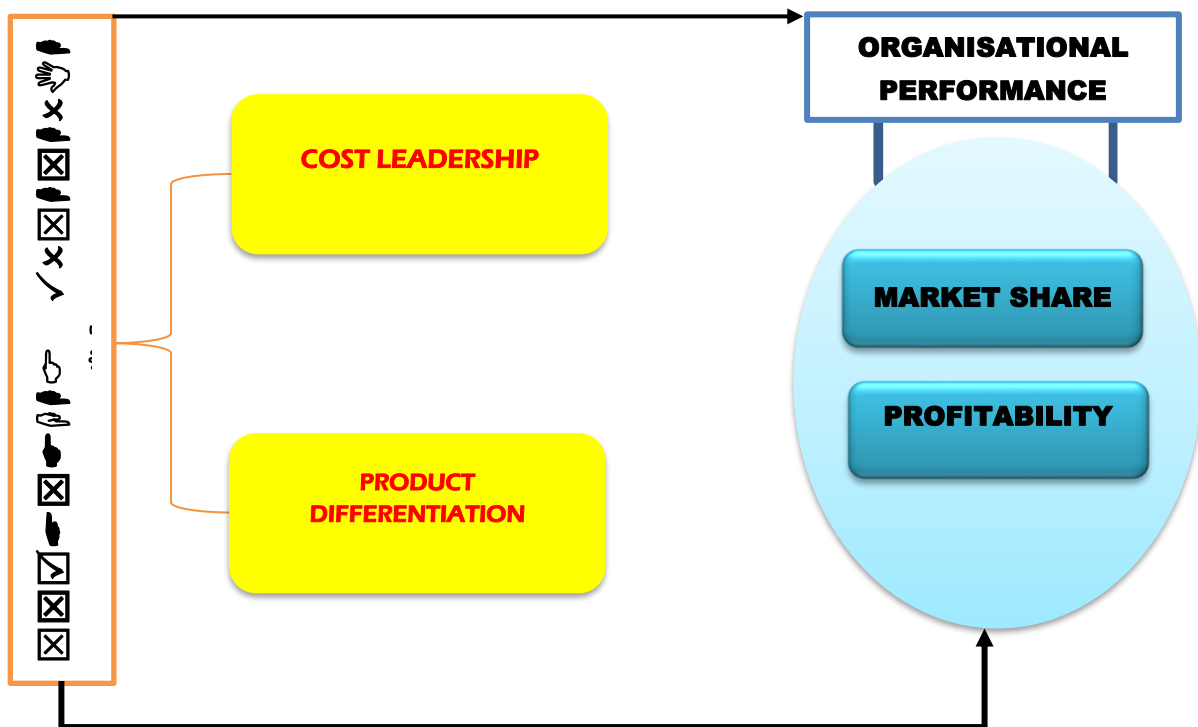 ORGANISATIONAL
PERFORMANCE
COST LEADERSHIP
MARKET SHARE
PROFITABILITY
PRODUCT
DIFFERENTIATION